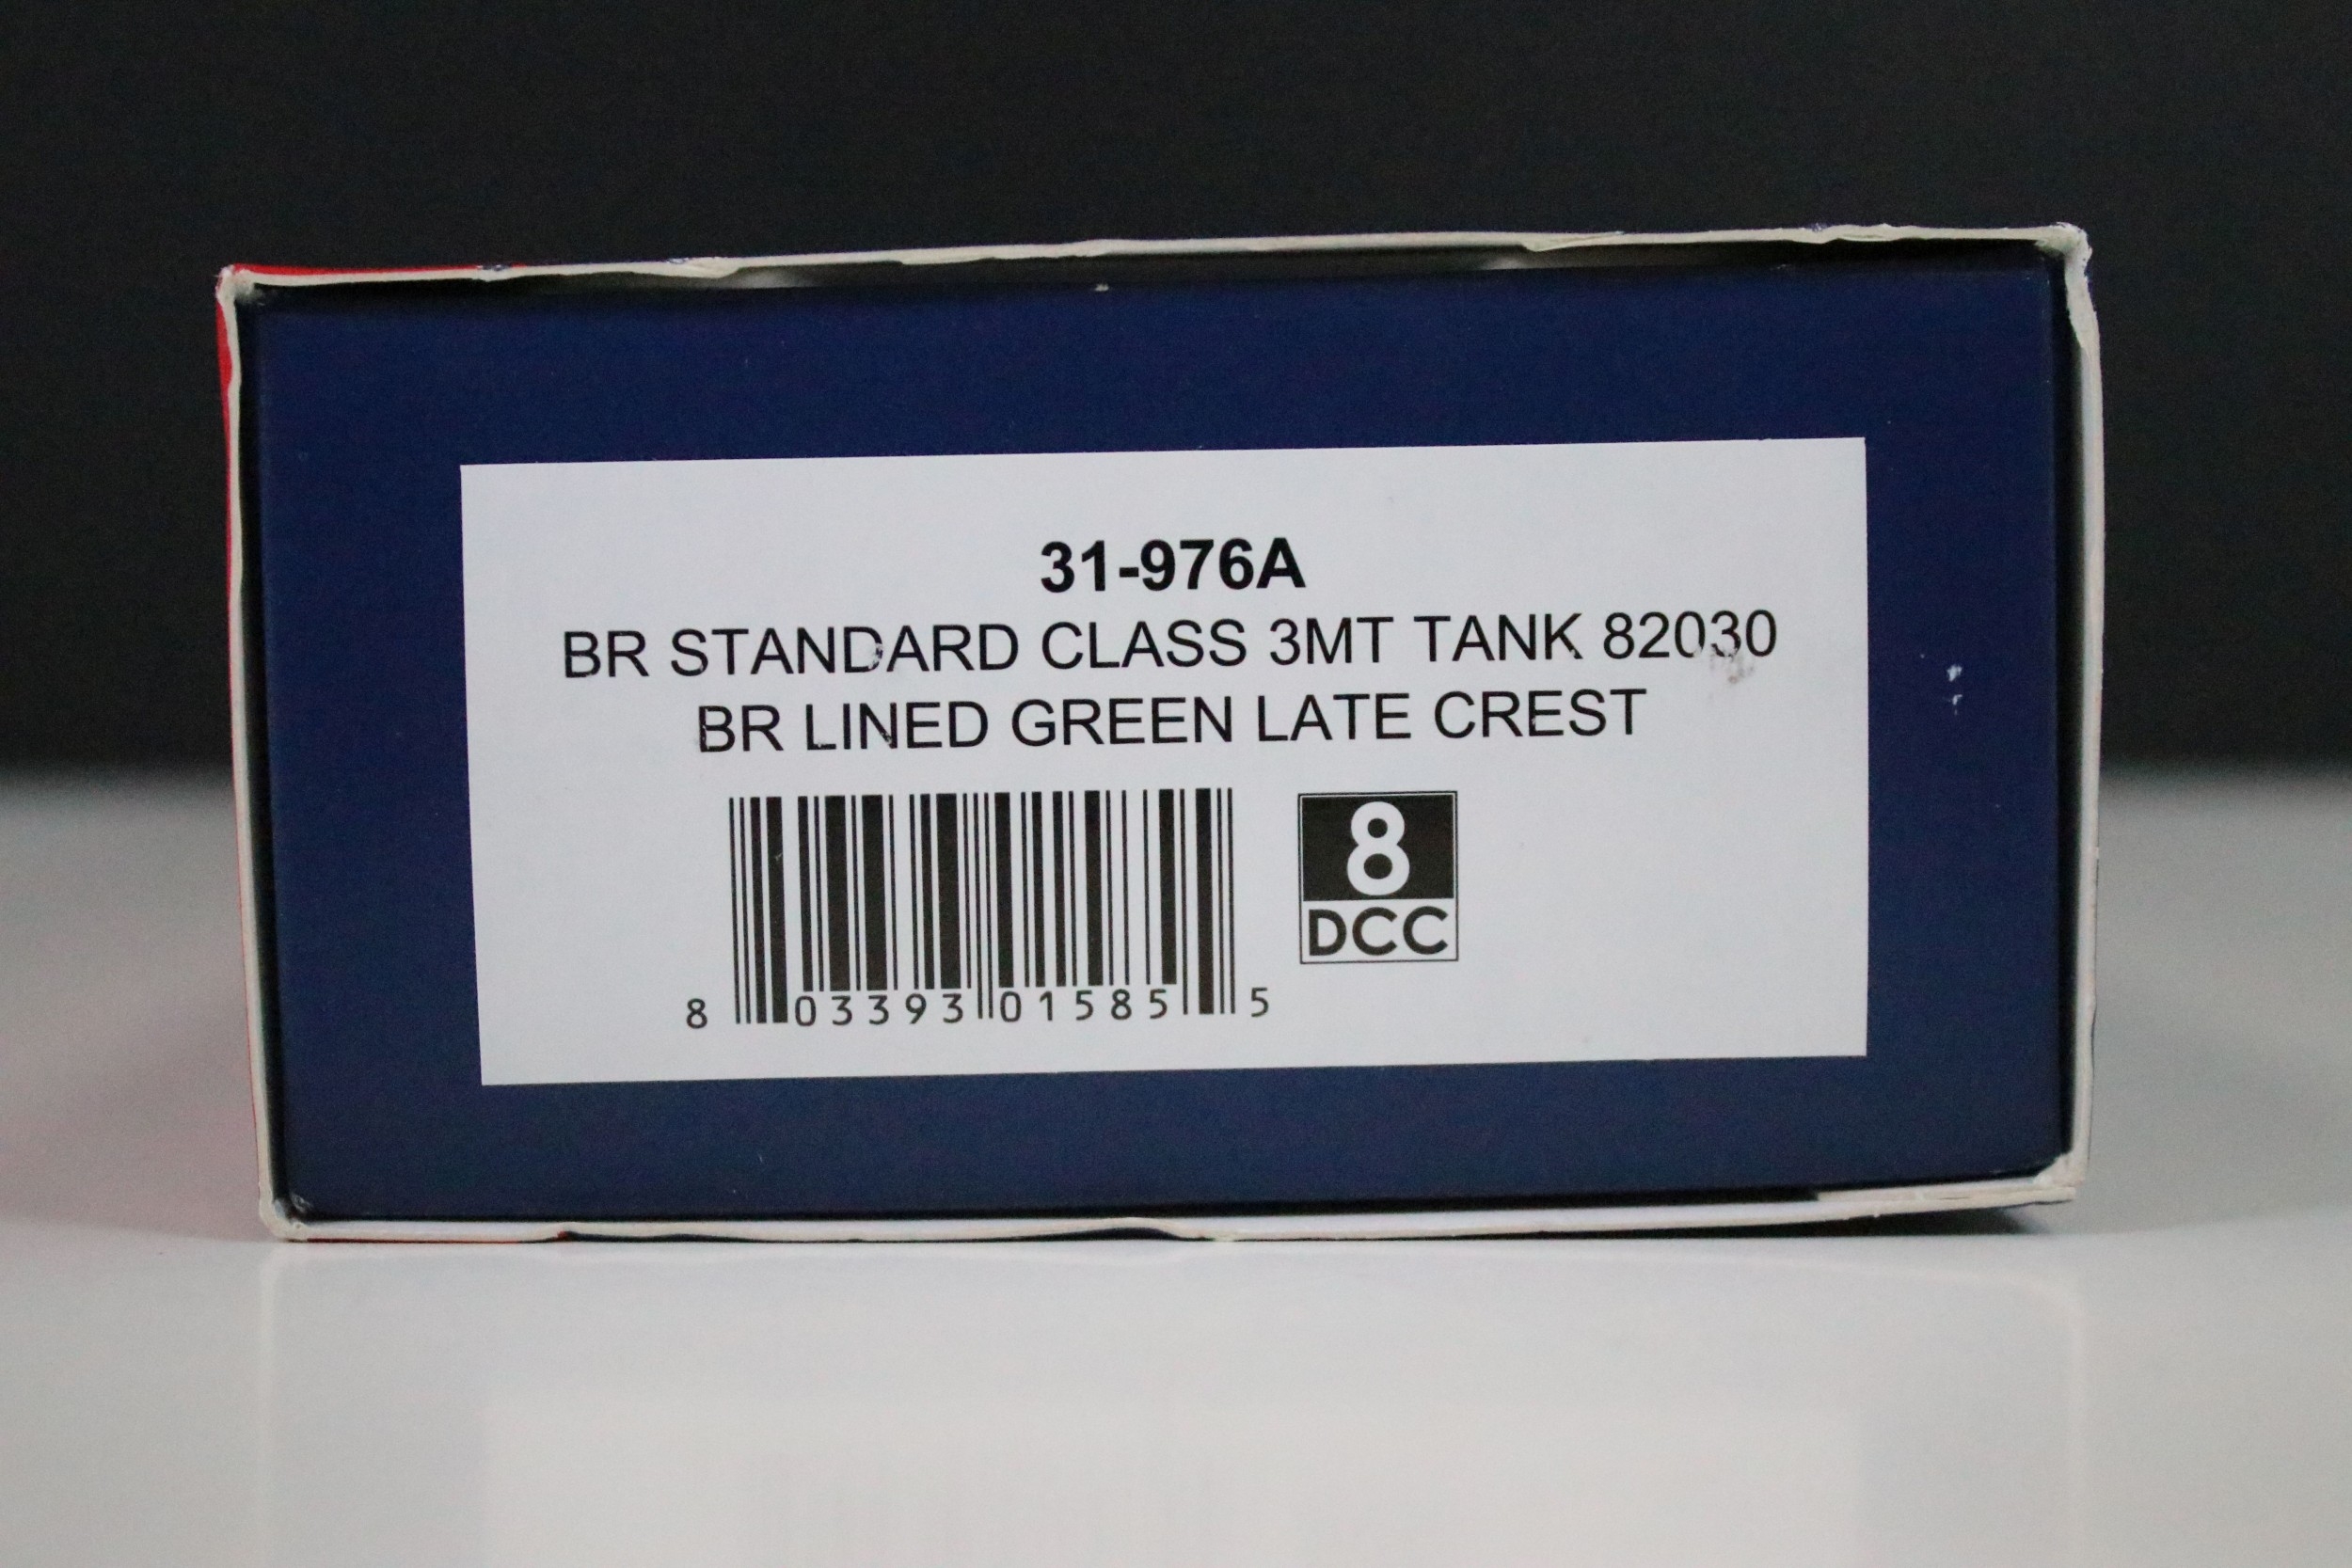 31-976A
BR STANDARD CLASS 3MT TANK 82030
BR LINED GREEN LATE CREST
8
DCC
8 03393 01585 5